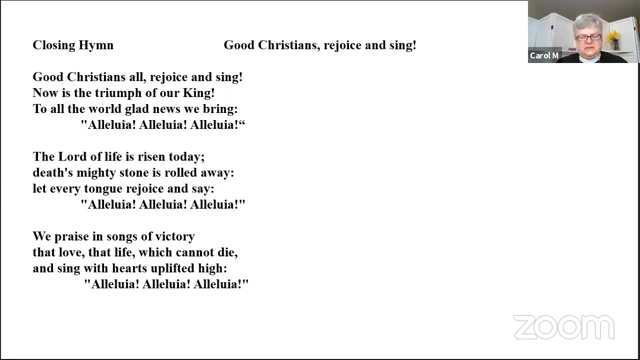 Closing Hymn Good Christians, rejoice and sing!
Good Christians all, rejoice and sing!
Now is the triumph of our King!
To all the world glad news we bring:
"Alleluia! Alleluia! Alleluia!“
The Lord of life is risen today;
death's mighty stone is rolled away:
let every tongue rejoice and say:
"Alleluia! Alleluia! Alleluia!"
We praise in songs of victory
that love, that life, which cannot die,
and sing with hearts uplifted high:
"Alleluia! Alleluia! Alleluia!"
Carol M
zoom